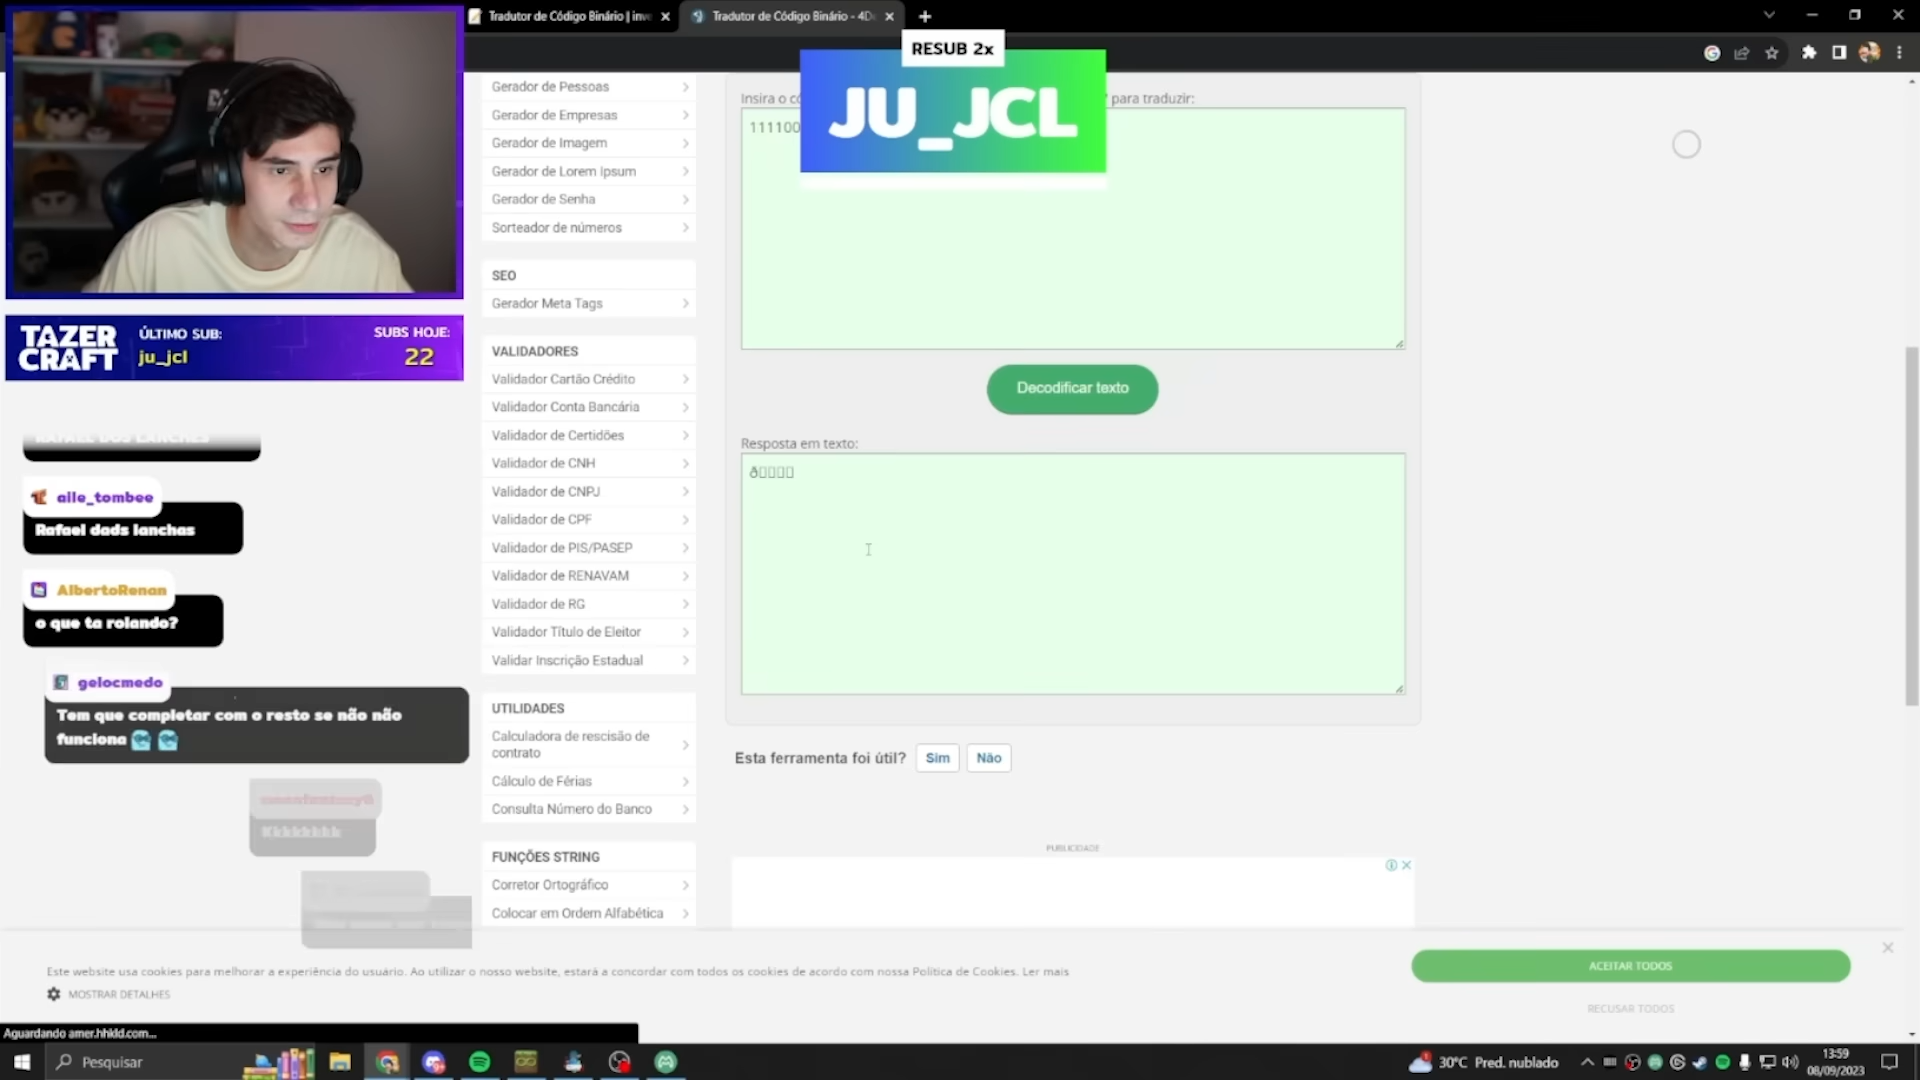 Tradutor de Código Binário | inve
Tradutor de Código Binário - 4De
RESUB 2x
JU_JCL
TAZER
CRAFT
ÚLTIMO SUB:
ju_jcl
SUBS HOJE:
22
RAFAEL DOS LANCHES
aile_tombee
Rafael dads lanchas
AlbertoRenan
o que ta rolando?
gelocmedo
Tem que completar com o resto se não não
funciona
Kkkkkkkk
Gerador de Pessoas
Gerador de Empresas
Gerador de Imagem
Gerador de Lorem Ipsum
Gerador de Senha
Sorteador de números
SEO
Gerador Meta Tags
VALIDADORES
Validador Cartão Crédito
Validador Conta Bancária
Validador de Certidões
Validador de CNH
Validador de CNPJ
Validador de CPF
Validador de PIS/PASEP
Validador de RENAVAM
Validador de RG
Validador Título de Eleitor
Validar Inscrição Estadual
UTILIDADES
Calculadora de rescisão de
contrato
Cálculo de Férias
Consulta Número do Banco
FUNÇÕES STRING
Corretor Ortográfico
Colocar em Ordem Alfabética
Insira o có para traduzir:
111100
Decodificar texto
Resposta em texto:
ð
Esta ferramenta foi útil? Sim Não
PUBLICIDADE
Este website usa cookies para melhorar a experiência do usuário. Ao utilizar o nosso website, estará a concordar com todos os cookies de acordo com nossa Política de Cookies. Ler mais
MOSTRAR DETALHES
ACEITAR TODOS
RECUSAR TODOS
Aguardando amer.hhkld.com...
Pesquisar
30°C Pred. nublado
13:59
08/09/2023